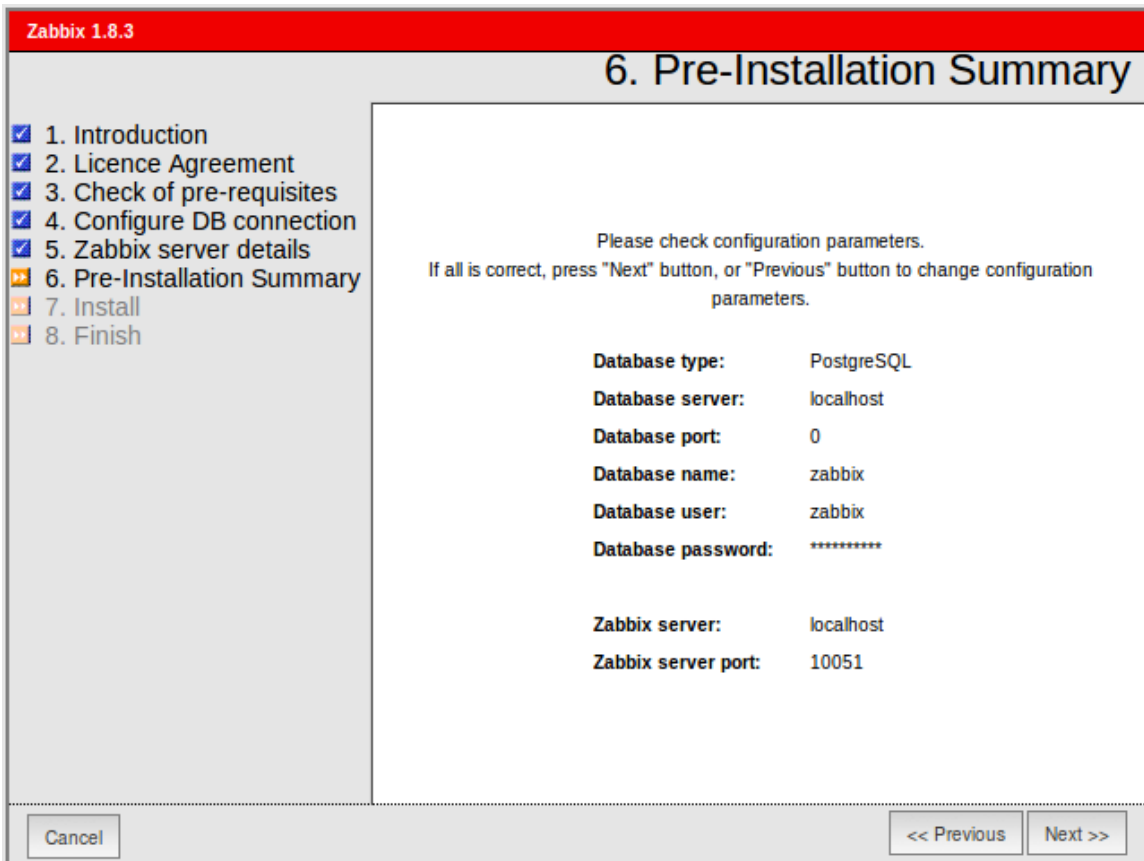 Zabbix 1.8.3
6. Pre-Installation Summary
1. Introduction
2. Licence Agreement
3. Check of pre-requisites
4. Configure DB connection
5. Zabbix server details
6. Pre-Installation Summary
7. Install
8. Finish
Please check configuration parameters.
If all is correct, press "Next" button, or "Previous" button to change configuration
parameters.
Database type: PostgreSQL
Database server: localhost
Database port: 0
Database name: zabbix
Database user: zabbix
Database password: **********
Zabbix server: localhost
Zabbix server port: 10051
Cancel << Previous Next >>